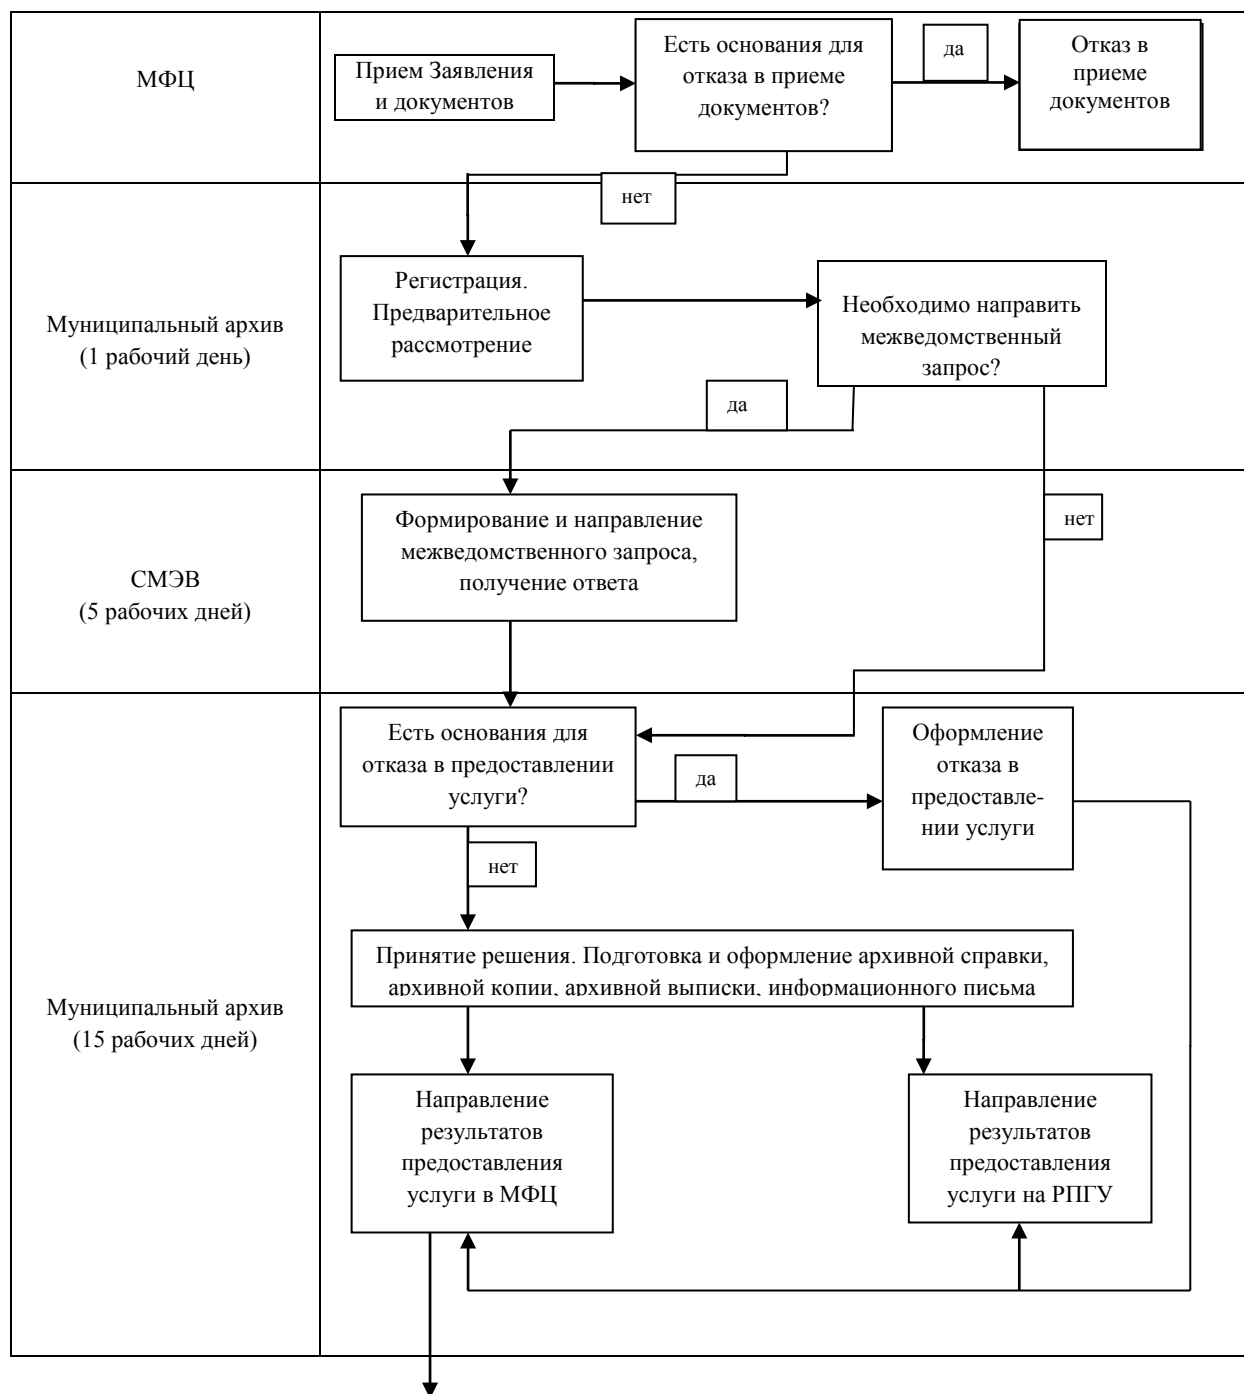 МФЦ
Прием Заявления
и документов
Есть основания для
отказа в приеме
документов?
да
Отказ в
приеме
документов
нет
Муниципальный архив
(1 рабочий день)
Регистрация.
Предварительное
рассмотрение
Необходимо направить
межведомственный
запрос?
да
СМЭВ
(5 рабочих дней)
Формирование и направление
межведомственного запроса,
получение ответа
нет
Муниципальный архив
(15 рабочих дней)
Есть основания для
отказа в предоставлении
услуги?
да
Оформление
отказа в
предоставле-
нии услуги
нет
Принятие решения. Подготовка и оформление архивной справки,
архивной копии, архивной выписки, информационного письма
Направление
результатов
предоставления
услуги в МФЦ
Направление
результатов
предоставления
услуги на РПГУ